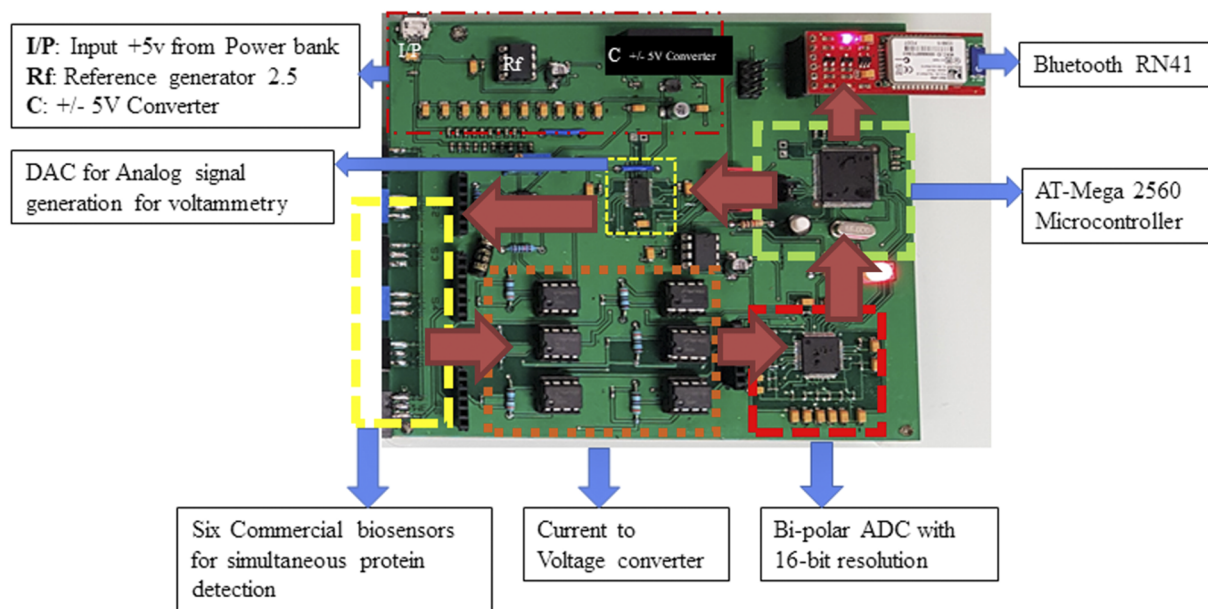 I/P: Input +5v from Power bank
Rf: Reference generator 2.5
C: +/- 5V Converter
I/P
Rf
C +/- 5V Converter
Bluetooth RN41
DAC for Analog signal
generation for voltammetry
AT-Mega 2560
Microcontroller
Six Commercial biosensors
for simultaneous protein
detection
Current to
Voltage converter
Bi-polar ADC with
16-bit resolution